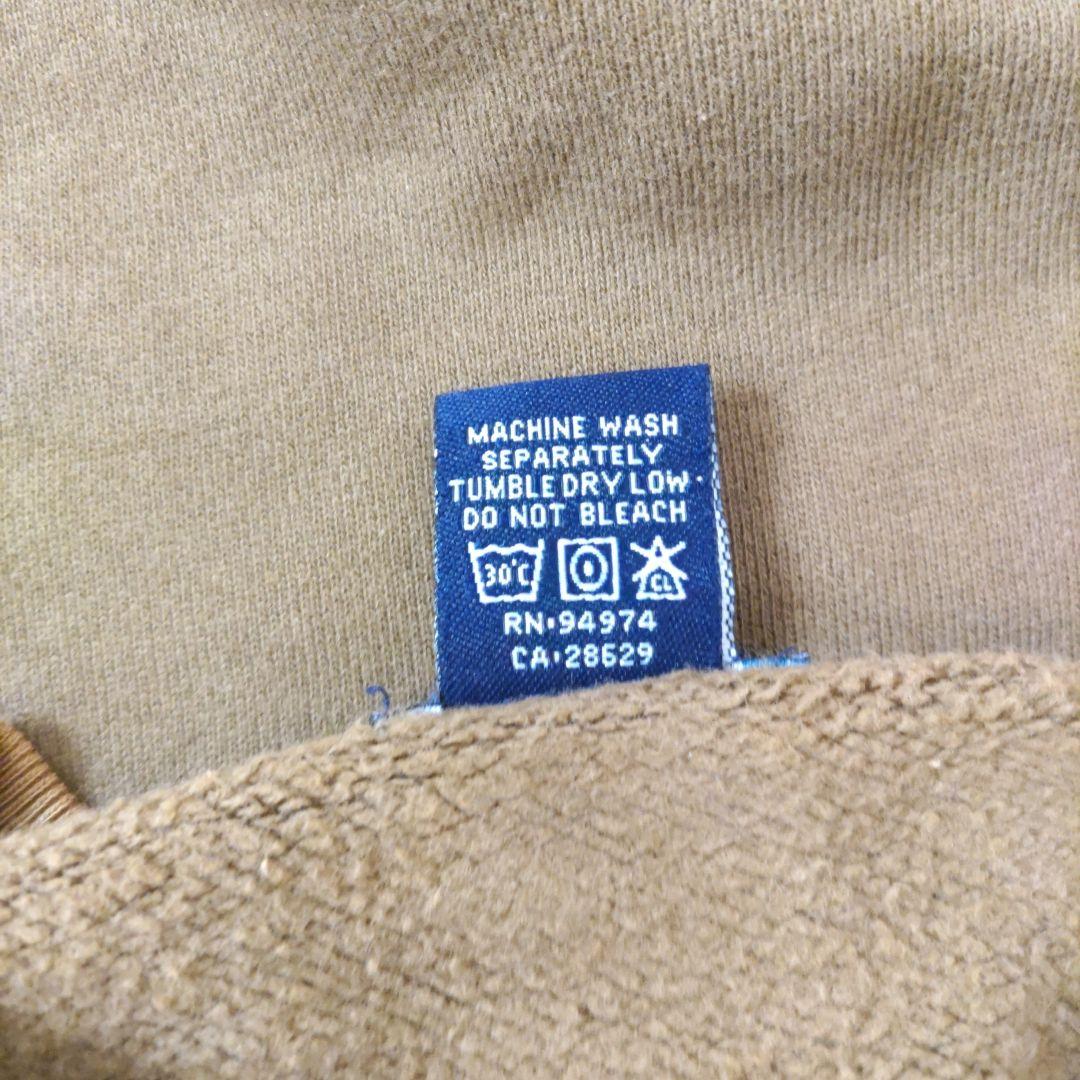 MACHINE WASH
SEPARATELY
TUMBLE DRY LOW
DO NOT BLEACH
30°C CL
RN•94974
CA•28629